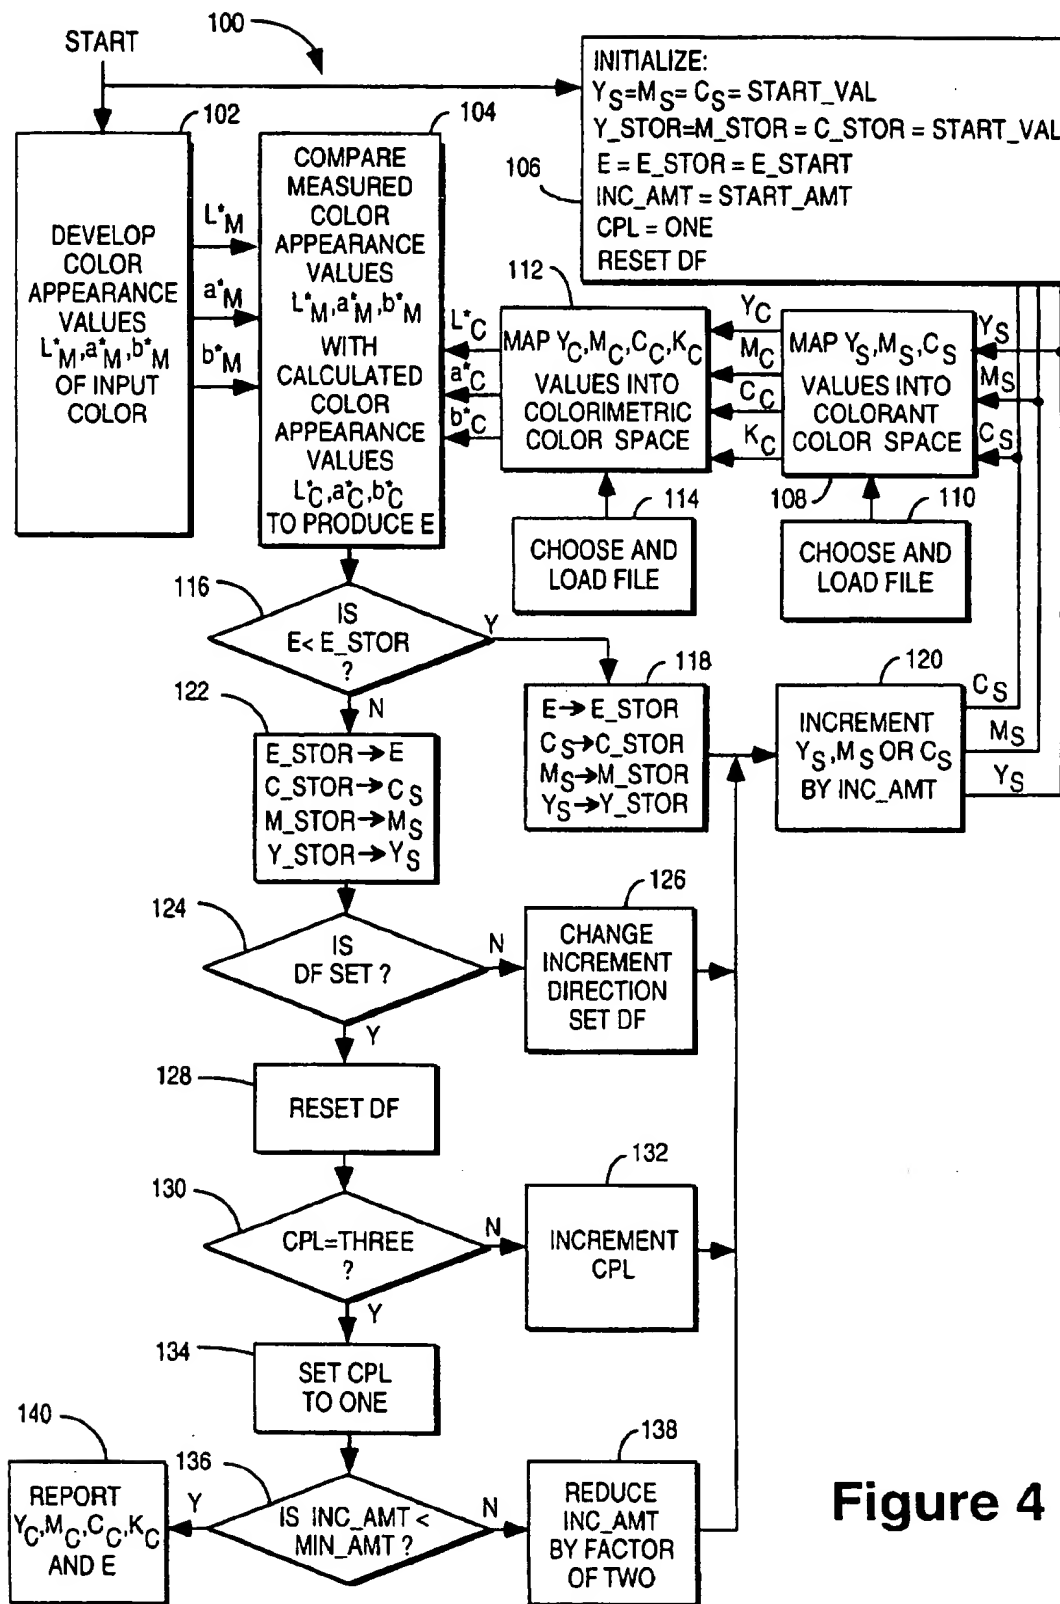 START
100
INITIALIZE:
YS=MS=CS=START_VAL
Y_STOR=M_STOR = C_STOR = START_VAL
E = E_STOR = E_START
INC_AMT = START_AMT
CPL = ONE
RESET DF
106
102
DEVELOP
COLOR
APPEARANCE
VALUES
L*M,a*M,b*M
OF INPUT
COLOR
L*M
a*M
b*M
104
COMPARE
MEASURED
COLOR
APPEARANCE
VALUES
L*M,a*M,b*M
WITH
CALCULATED
COLOR
APPEARANCE
VALUES
L*C,a*C,b*C
TO PRODUCE E
L*C
a*C
b*C
112
MAP YC,MC,CC,KC
VALUES INTO
COLORIMETRIC
COLOR SPACE
YC
MC
CC
KC
MAP YS,MS,CS
VALUES INTO
COLORANT
COLOR SPACE
108
YS
MS
CS
114
CHOOSE AND
LOAD FILE
110
CHOOSE AND
LOAD FILE
116
IS
E< E_STOR
?
Y
N
118
E→E_STOR
CS→C_STOR
MS→M_STOR
YS→Y_STOR
120
INCREMENT
YS,MS OR CS
BY INC_AMT
CS
MS
YS
122
E_STOR→E
C_STOR→CS
M_STOR→MS
Y_STOR→YS
124
IS
DF SET ?
N
Y
126
CHANGE
INCREMENT
DIRECTION
SET DF
128
RESET DF
130
CPL=THREE
?
N
Y
132
INCREMENT
CPL
134
SET CPL
TO ONE
136
IS INC_AMT <
MIN_AMT ?
Y
N
138
REDUCE
INC_AMT
BY FACTOR
OF TWO
140
REPORT
YC,MC,CC,KC
AND E
Figure 4